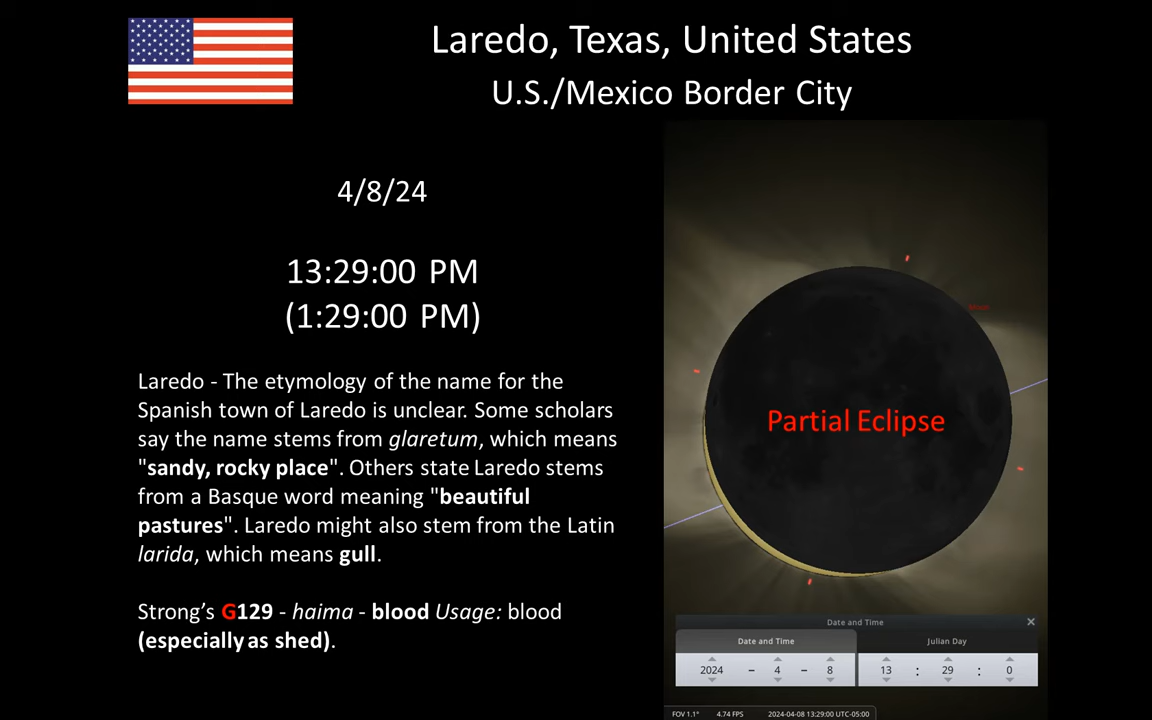 Laredo, Texas, United States
U.S./Mexico Border City
4/8/24
13:29:00 PM
(1:29:00 PM)
Laredo - The etymology of the name for the
Spanish town of Laredo is unclear. Some scholars
say the name stems from glaretum, which means
"sandy, rocky place". Others state Laredo stems
from a Basque word meaning "beautiful
pastures". Laredo might also stem from the Latin
larida, which means gull.
Strong's G129 - haima - blood Usage: blood
(especially as shed).
Moon
Partial Eclipse
Date and Time
Date and Time
Julian Day
2024 - 4 - 8 13 : 29 : 0
FOV 1.1° 4.74 FPS 2024-04-08 13:29:00 UTC-05:00